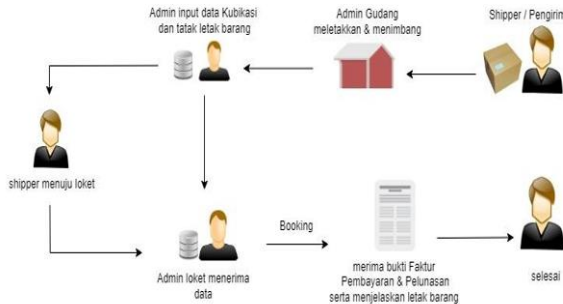 Shipper / Pengirim
Admin Gudang
meletakkan & menimbang
Admin input data Kubikasi
dan tatak letak barang
shipper menuju loket
Admin loket menerima
data
Booking
merima bukti Faktur
Pembayaran & Pelunasan
serta menjelaskan letak barang
selesai